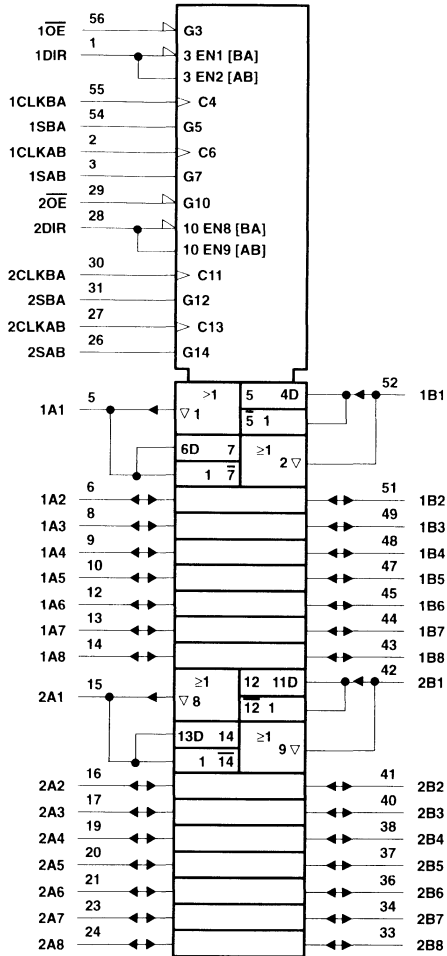 1OE 56 G3
1DIR 1 3 EN1 [BA]
3 EN2 [AB]
1CLKBA 55 C4
1SBA 54 G5
1CLKAB 2 C6
1SAB 3 G7
2OE 29 G10
2DIR 28 10 EN8 [BA]
10 EN9 [AB]
2CLKBA 30 C11
2SBA 31 G12
2CLKAB 27 C13
2SAB 26 G14
1A1 5 >1 5 4D 52 1B1
▽ 1 5 1
6D 7 ≥1
1 7 2 ▽
1A2 6 51 1B2
1A3 8 49 1B3
1A4 9 48 1B4
1A5 10 47 1B5
1A6 12 45 1B6
1A7 13 44 1B7
1A8 14 43 1B8
2A1 15 ≥1 12 11D 42 2B1
▽ 8 12 1
13D 14 ≥1
1 14 9 ▽
2A2 16 41 2B2
2A3 17 40 2B3
2A4 19 38 2B4
2A5 20 37 2B5
2A6 21 36 2B6
2A7 23 34 2B7
2A8 24 33 2B8